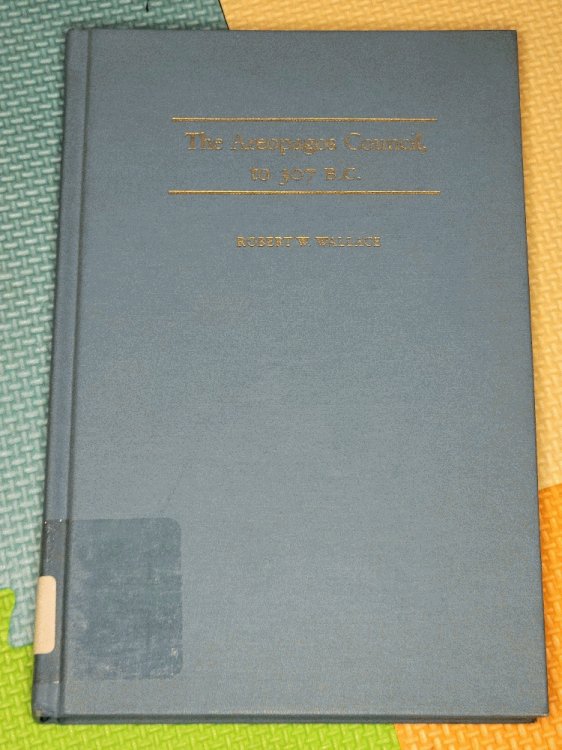 The Areopagos Council,
to 307 B.C.
ROBERT W. WALLACE